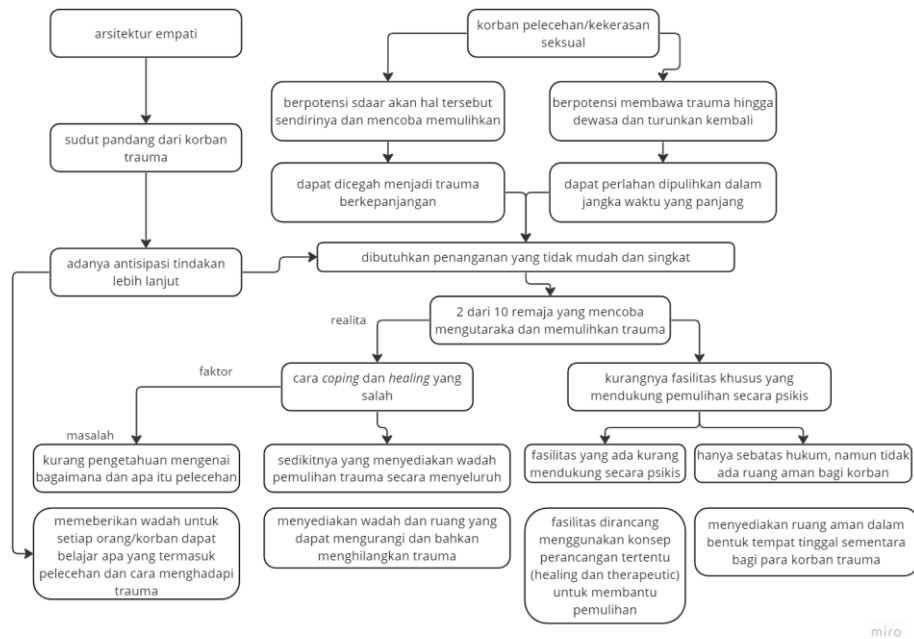 arsitektur empati
korban pelecehan/kekerasan
seksual
berpotensi sdaar akan hal tersebut
sendirinya dan mencoba memulihkan
berpotensi membawa trauma hingga
dewasa dan turunkan kembali
sudut pandang dari korban
trauma
dapat dicegah menjadi trauma
berkepanjangan
dapat perlahan dipulihkan dalam
jangka waktu yang panjang
adanya antisipasi tindakan
lebih lanjut
dibutuhkan penanganan yang tidak mudah dan singkat
realita
2 dari 10 remaja yang mencoba
mengutaraka dan memulihkan trauma
faktor
cara coping dan healing yang
salah
kurangnya fasilitas khusus yang
mendukung pemulihan secara psikis
masalah
kurang pengetahuan mengenai
bagaimana dan apa itu pelecehan
sedikitnya yang menyediakan wadah
pemulihan trauma secara menyeluruh
fasilitas yang ada kurang
mendukung secara psikis
hanya sebatas hukum, namun tidak
ada ruang aman bagi korban
memeberikan wadah untuk
setiap orang/korban dapat
belajar apa yang termasuk
pelecehan dan cara menghadapi
trauma
menyediakan wadah dan ruang yang
dapat mengurangi dan bahkan
menghilangkan trauma
fasilitas dirancang
menggunakan konsep
perancangan tertentu
(healing dan therapeutic)
untuk membantu
pemulihan
menyediakan ruang aman dalam
bentuk tempat tinggal sementara
bagi para korban trauma
miro